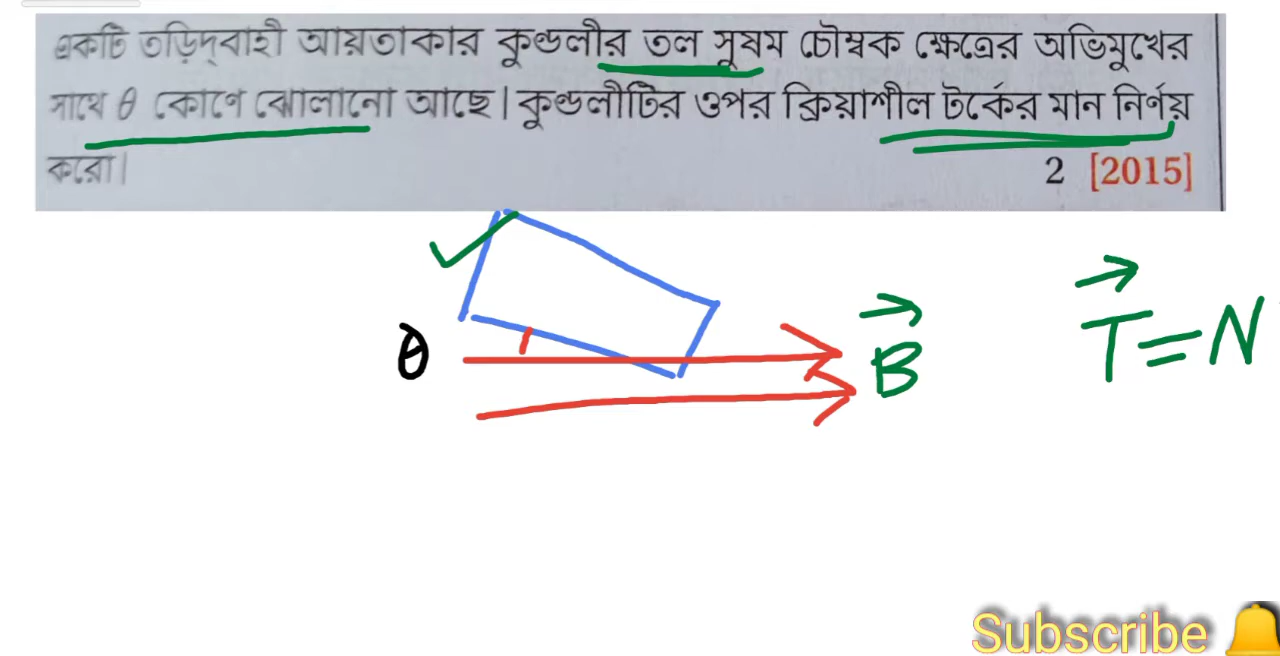 একটি তড়িদ্‌বাহী আয়তাকার কুণ্ডলীর তল সুষম চৌম্বক ক্ষেত্রের অভিমুখের
সাথে θ কোণে ঝোলানো আছে। কুণ্ডলীটির ওপর ক্রিয়াশীল টর্কের মান নির্ণয়
করো।
2 [2015]
θ
B
T = N
Subscribe